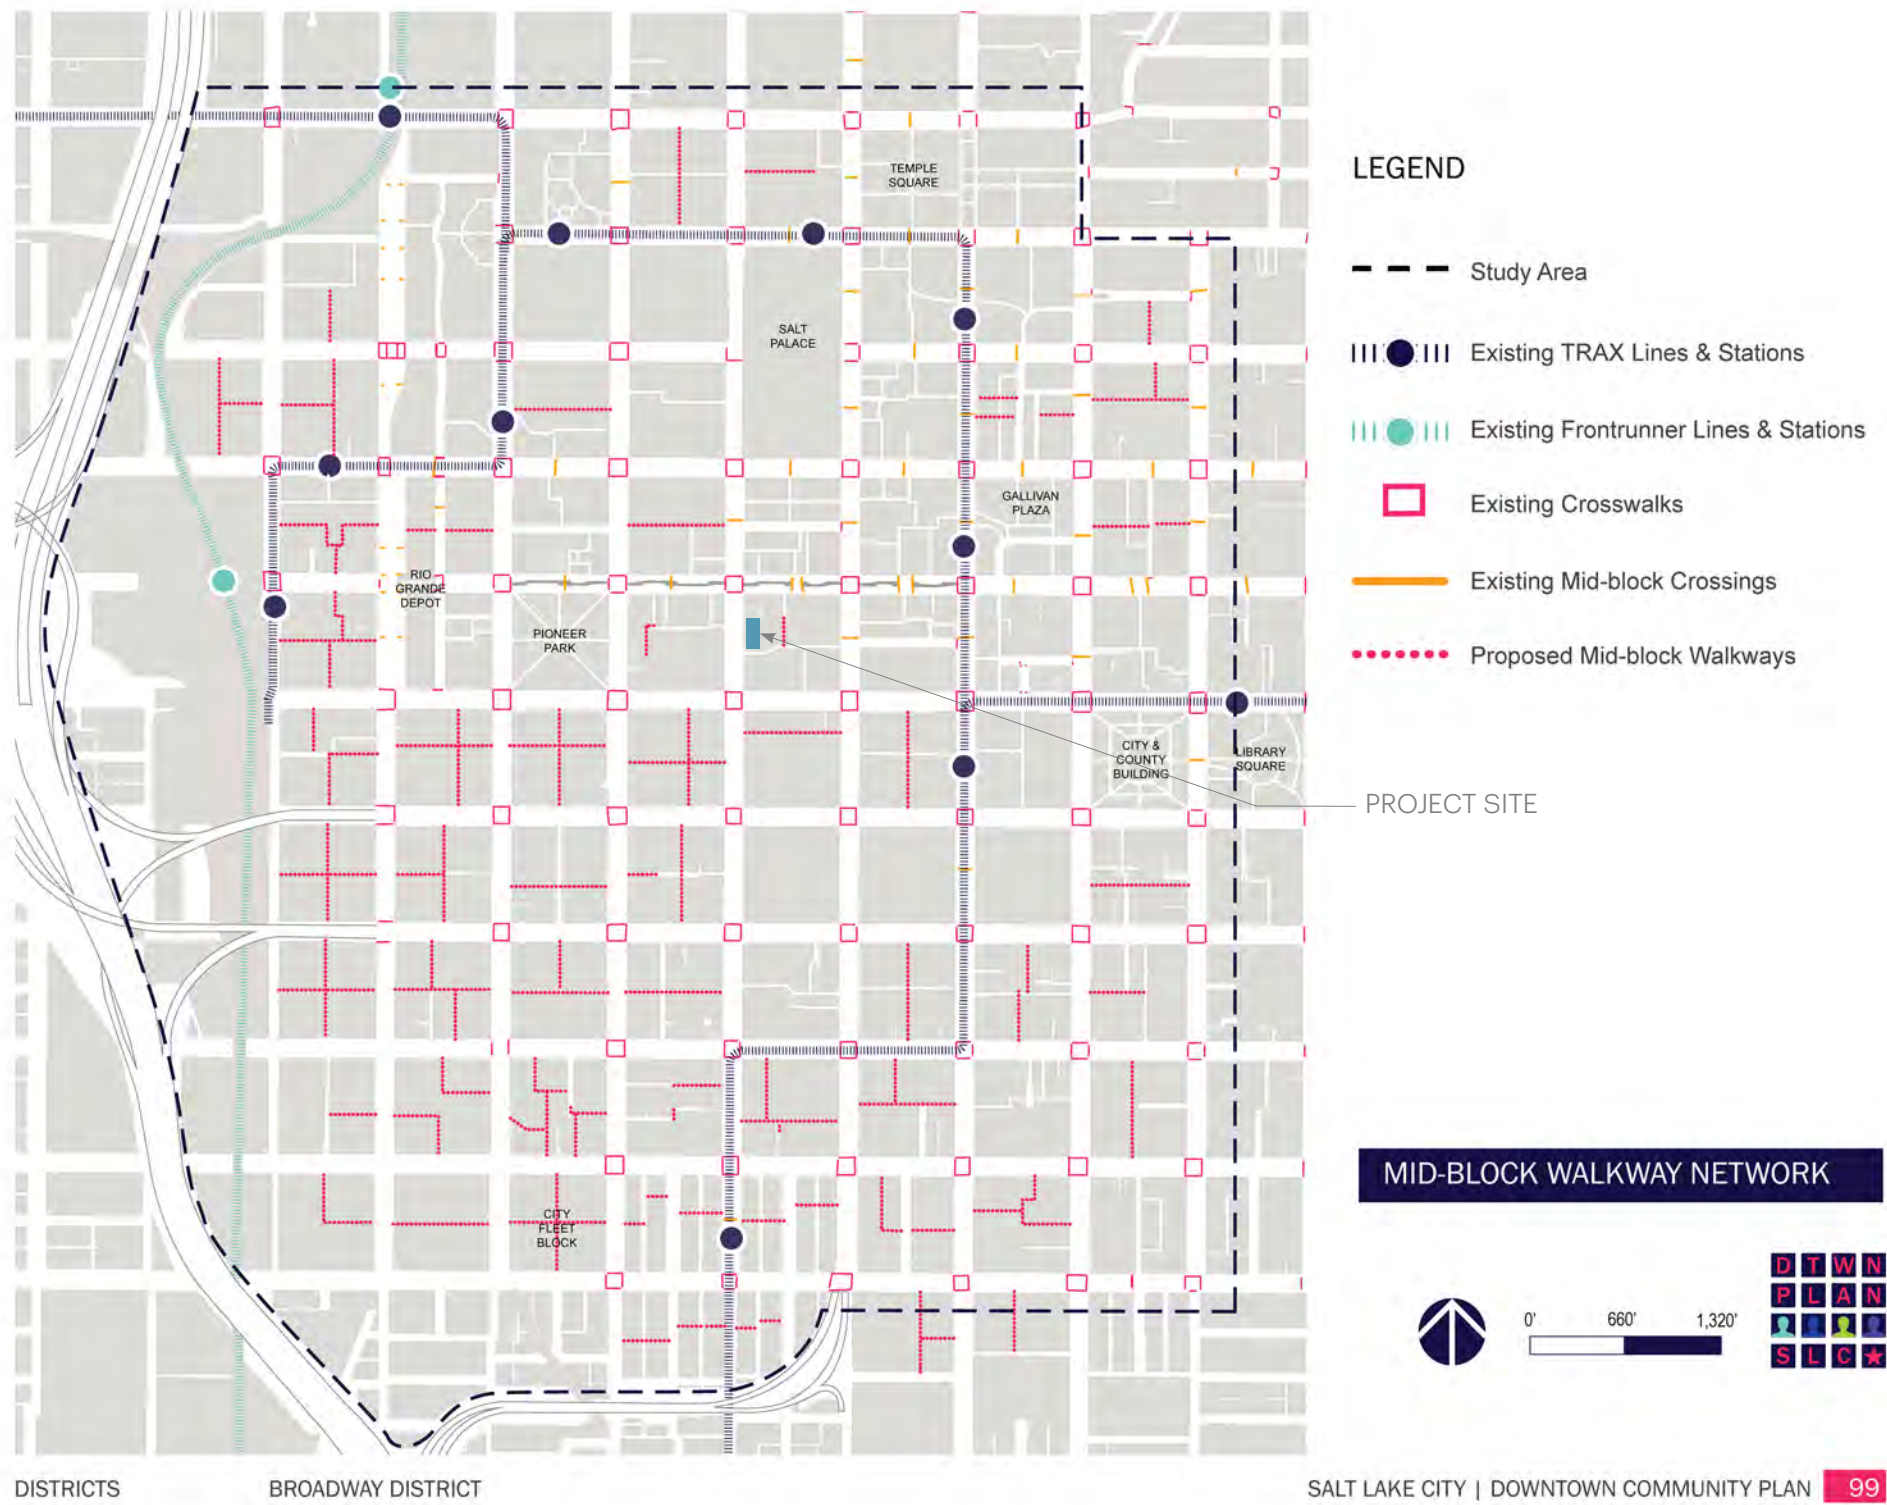 TEMPLE
SQUARE
SALT
PALACE
GALLIVAN
PLAZA
RIO
GRANDE
DEPOT
PIONEER
PARK
CITY &
COUNTY
BUILDING
LIBRARY
SQUARE
CITY
FLEET
BLOCK
LEGEND
Study Area
Existing TRAX Lines & Stations
Existing Frontrunner Lines & Stations
Existing Crosswalks
Existing Mid-block Crossings
Proposed Mid-block Walkways
PROJECT SITE
MID-BLOCK WALKWAY NETWORK
0' 660' 1,320'
DTWN
PLAN
SLC
DISTRICTS BROADWAY DISTRICT SALT LAKE CITY | DOWNTOWN COMMUNITY PLAN 99